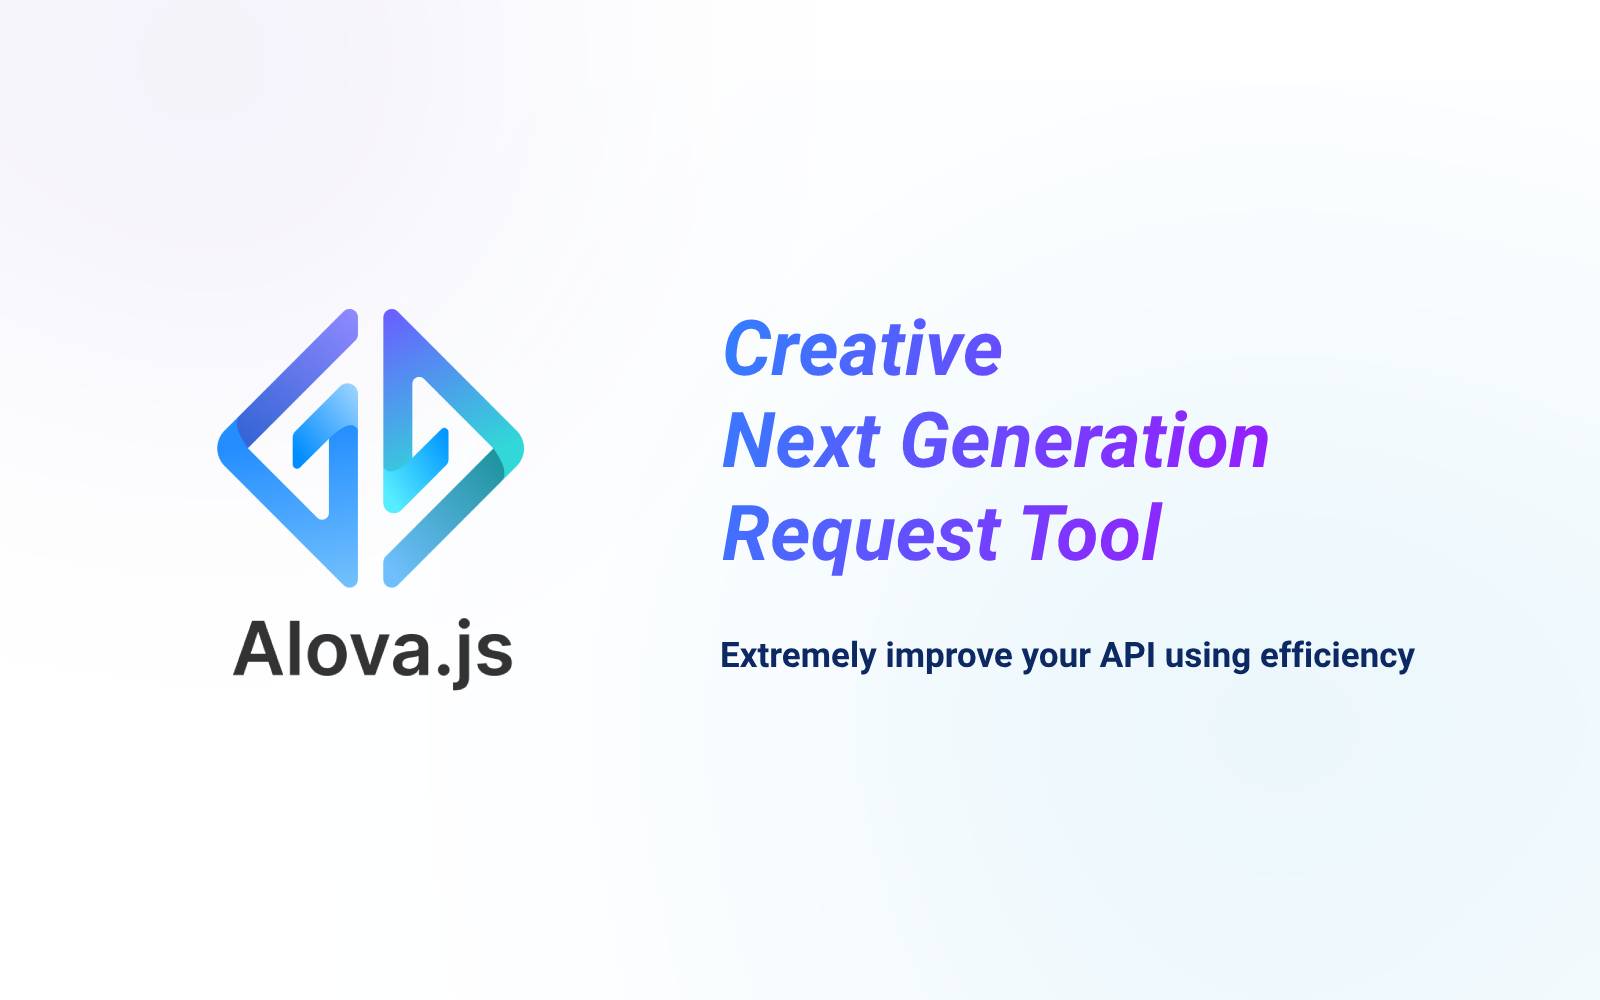 Alova.js
Creative
Next Generation
Request Tool
Extremely improve your API using efficiency